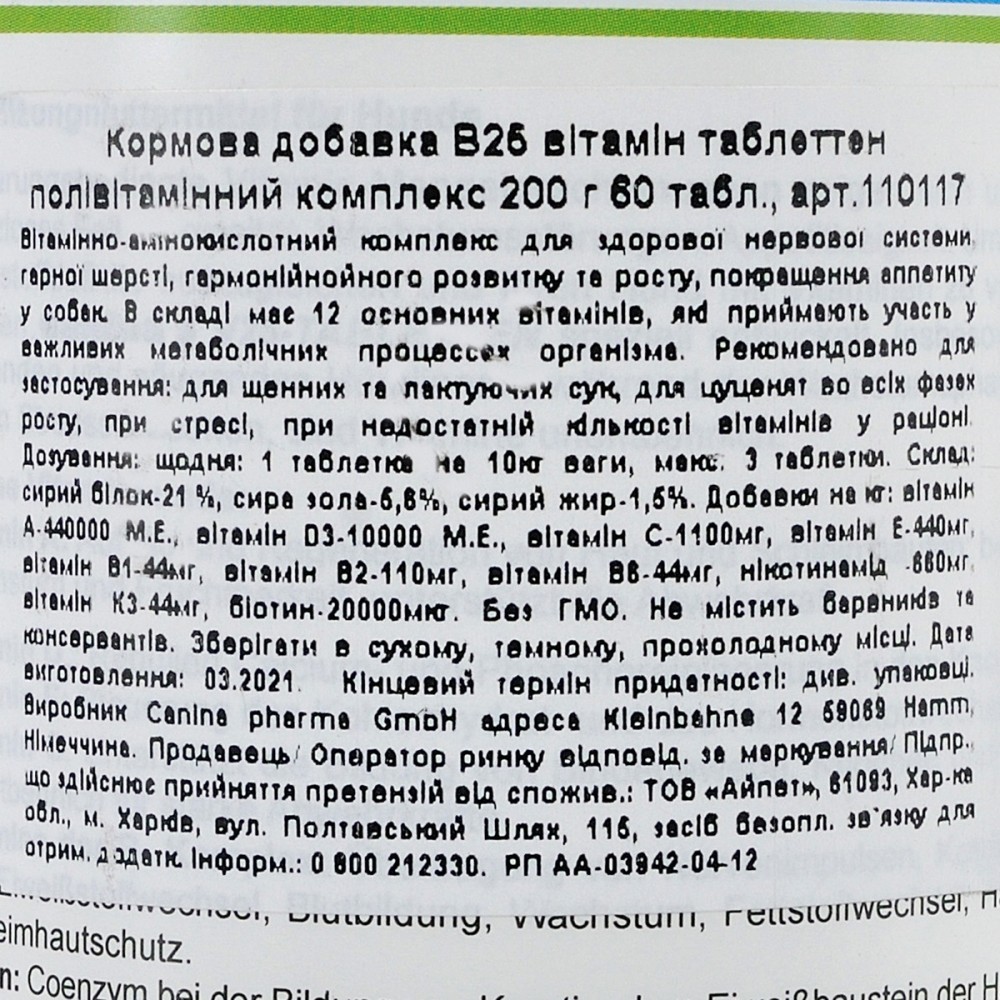 Кормова добавка В25 вітамін таблеттен
полівітамінний комплекс 200 г 60 табл., арт.110117
Вітамінно-амінокислотний комплекс для здорової нервової системи,
гарної шерсті, гармонійнойного розвитку та росту, покращення аппетиту
у собак. В складі має 12 основних вітамінів, які приймають участь у
важливих метаболічних процессах організма. Рекомендовано для
застосування: для щенних та лактуючих сук, для цуценят во всіх фазах
росту, при стресі, при недостатній кількості вітамінів у раціоні.
Дозування: щодня: 1 таблетка на 10кг ваги, макс. 3 таблетки. Склад:
сирий білок-21 %, сира зола-6,6%, сирий жир-1,5%. Добавки на кг: вітамін
А-440000 М.Е., вітамін D3-10000 М.Е., вітамін С-1100мг, вітамін Е-440мг,
вітамін В1-44мг, вітамін В2-110мг, вітамін В6-44мг, нікотинамід -660мг,
вітамін К3-44мг, біотин-20000мкг. Без ГМО. Не містить барвників та
консервантів. Зберігати в сухому, темному, прохолодному місці. Дата
виготовлення: 03.2021. Кінцевий термін придатності: див. упаковці.
Виробник Canina pharma GmbH адреса Kleinbahne 12 59069 Hamm,
Німеччина. Продавець/ Оператор ринку відповід. за маркування/ Підпр.,
що здійснює прийняття претензій від спожив.: ТОВ «Айпет», 61093, Хар-ка
обл., м. Харків, вул. Полтавський Шлях, 115, засіб безопл. зв'язку для
отрим. додатк. інформ.: 0 800 212330. РП АА-03942-04-12
Blutbildung, Wachstum, Fettstoffwechsel,
eimhautschutz.
n: Coenzym bei der
der H